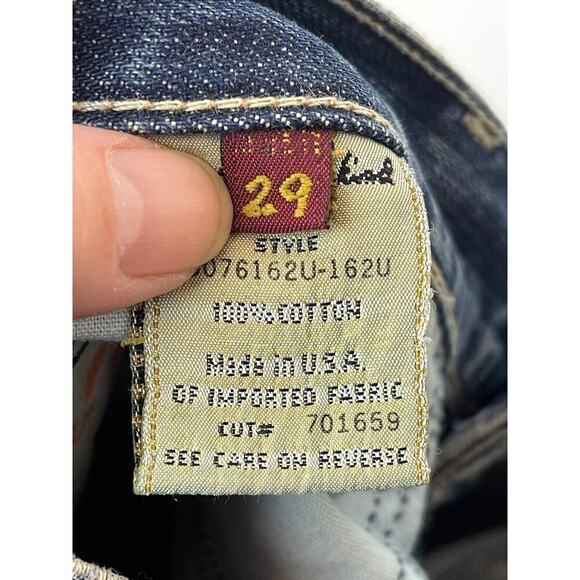 29
STYLE
076162U-162U
100% COTTON
Made in U.S.A.
OF IMPORTED FABRIC
CUT# 701659
SEE CARE ON REVERSE